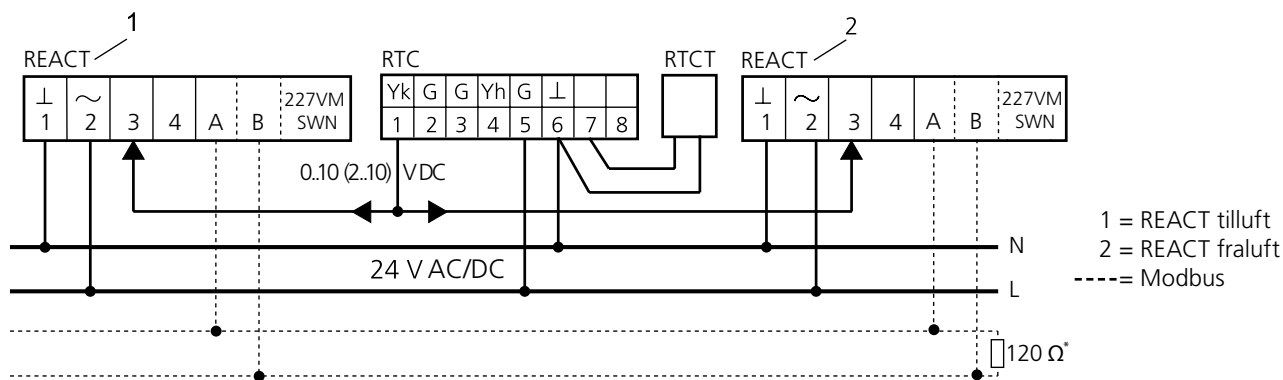 1
2
REACT
RTC
RTCT
REACT
⊥ ~ 227VM
1 2 3 4 A B SWN
Yk G G Yh G ⊥
1 2 3 4 5 6 7 8
⊥ ~ 227VM
1 2 3 4 A B SWN
0..10 (2..10) VDC
1 = REACT tilluft
N
2 = REACT fraluft
24 V AC/DC
----= Modbus
L
120 Ω*